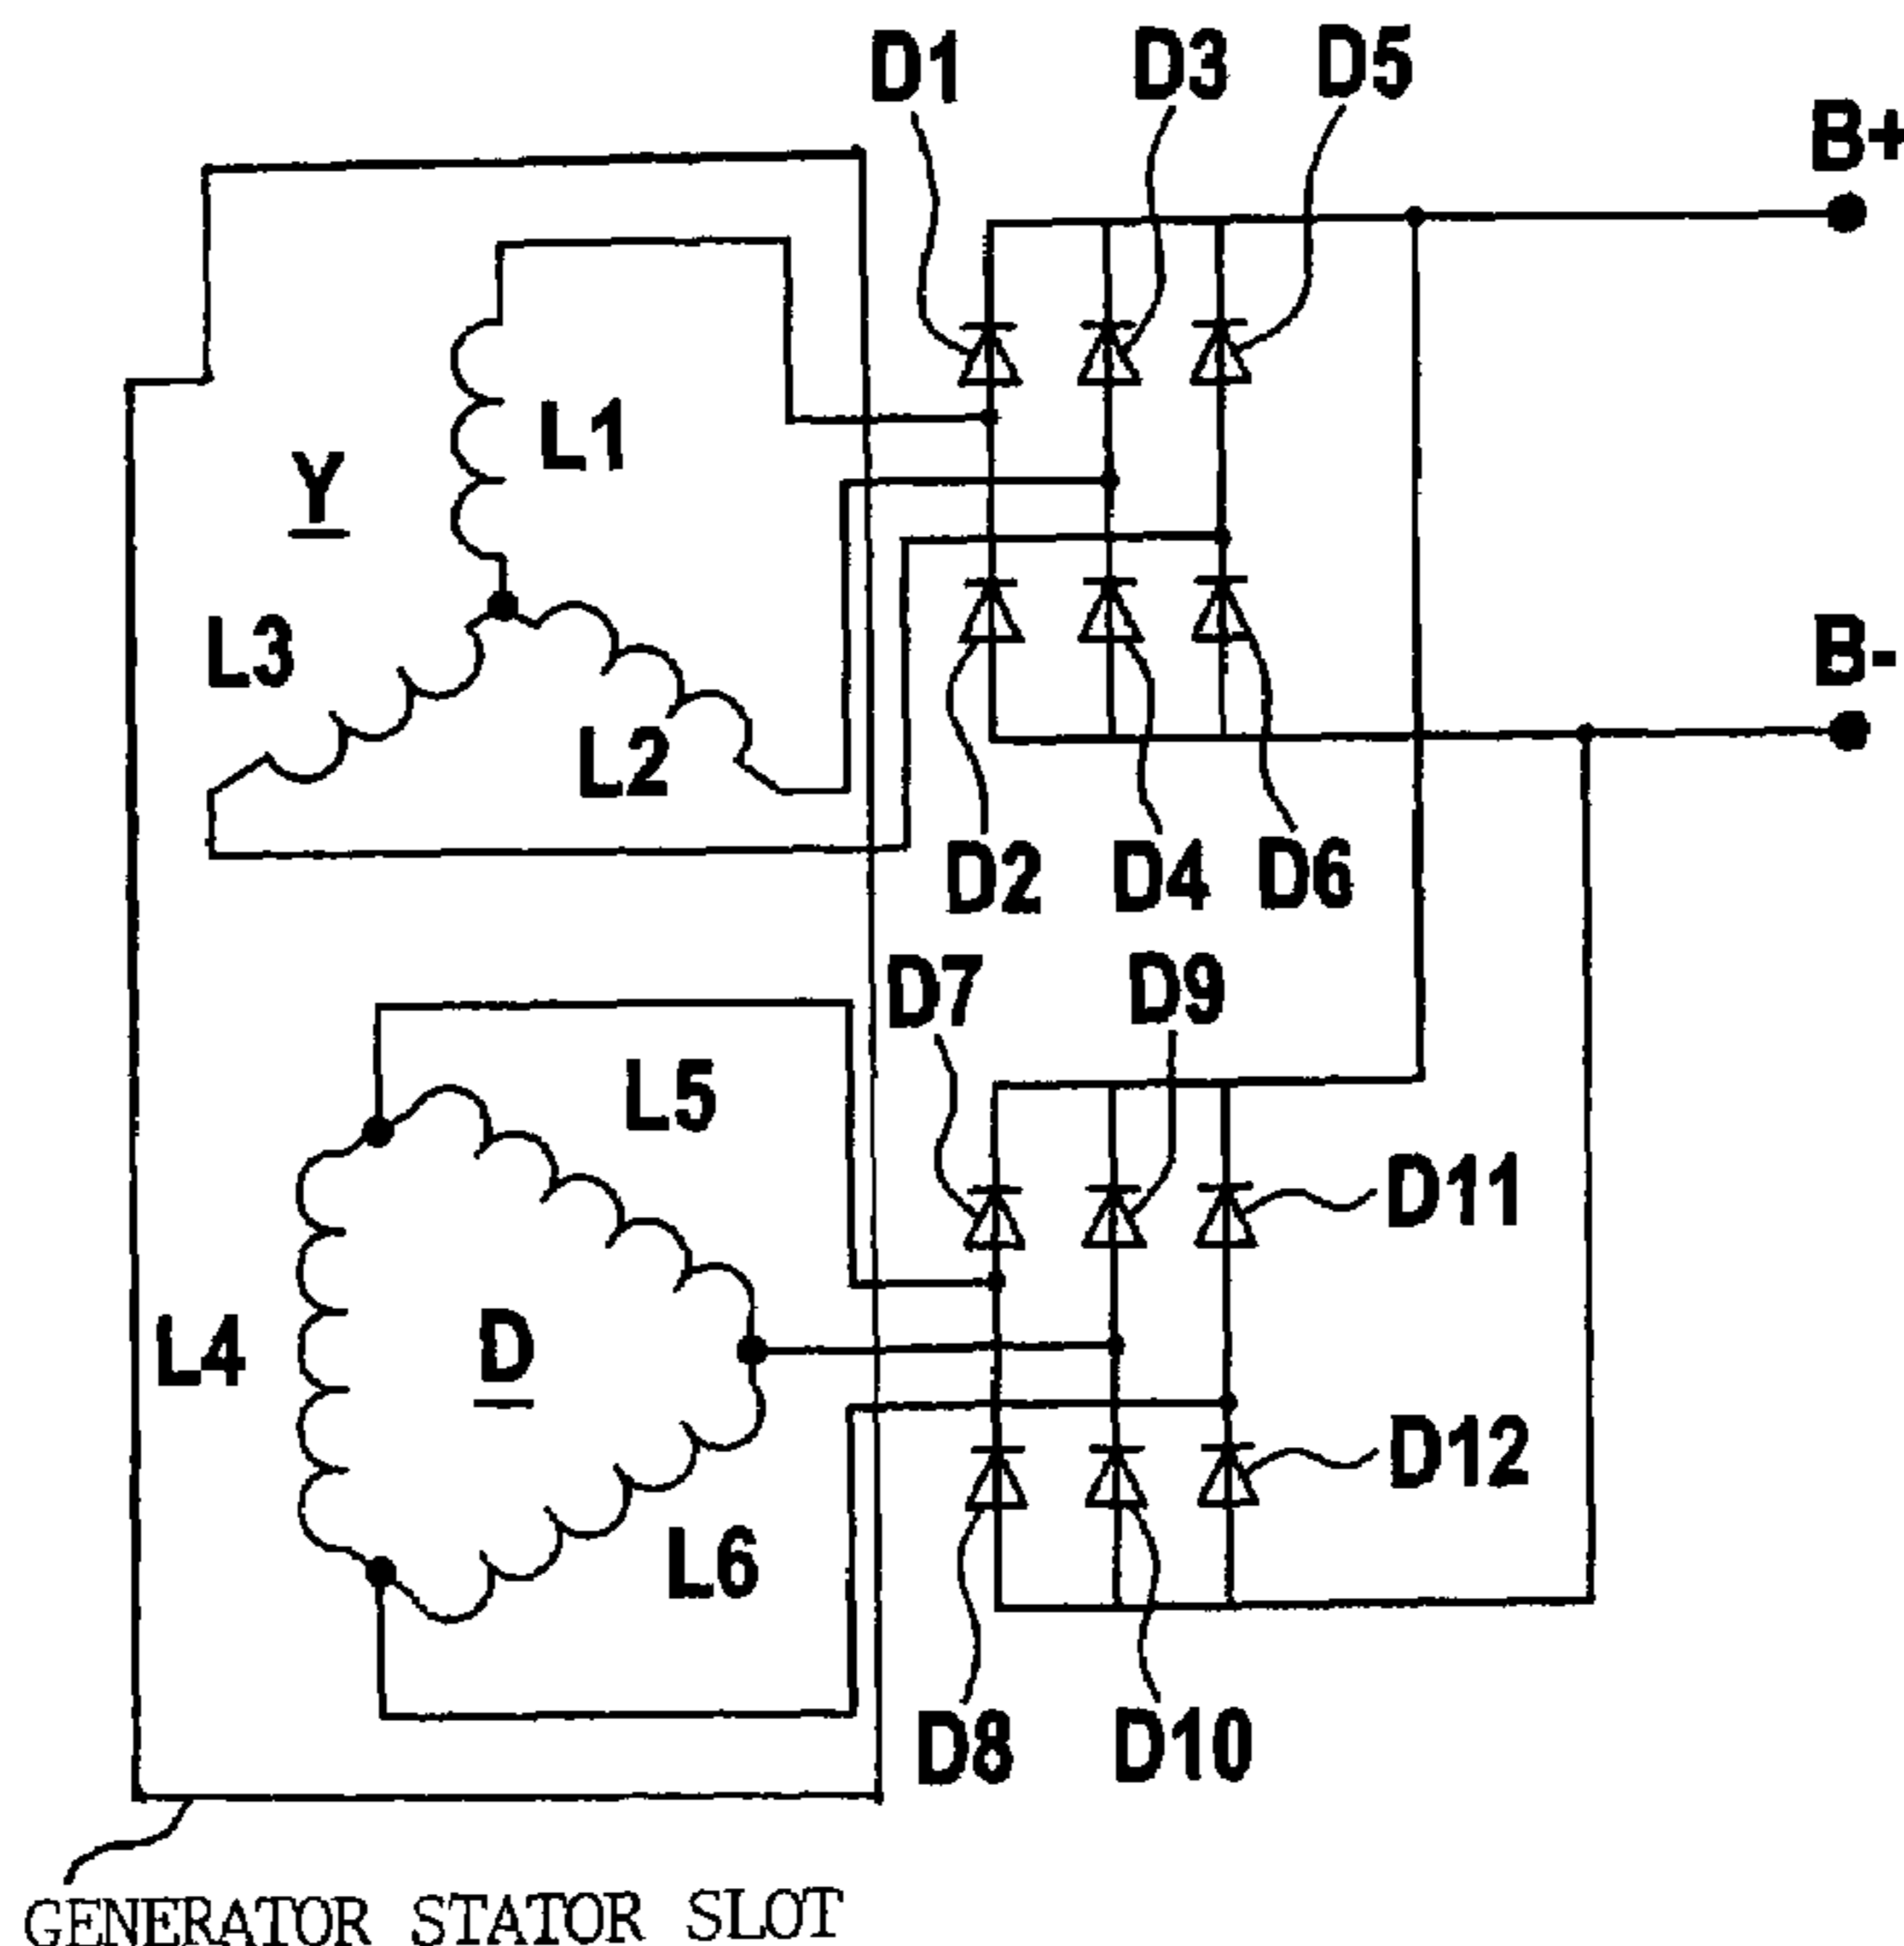 D1
D3
D5
B+
L1
Y
L3
L2
B-
D2
D4
D6
D7
D9
L5
D11
L4
D
D12
L6
D8
D10
GENERATOR STATOR SLOT